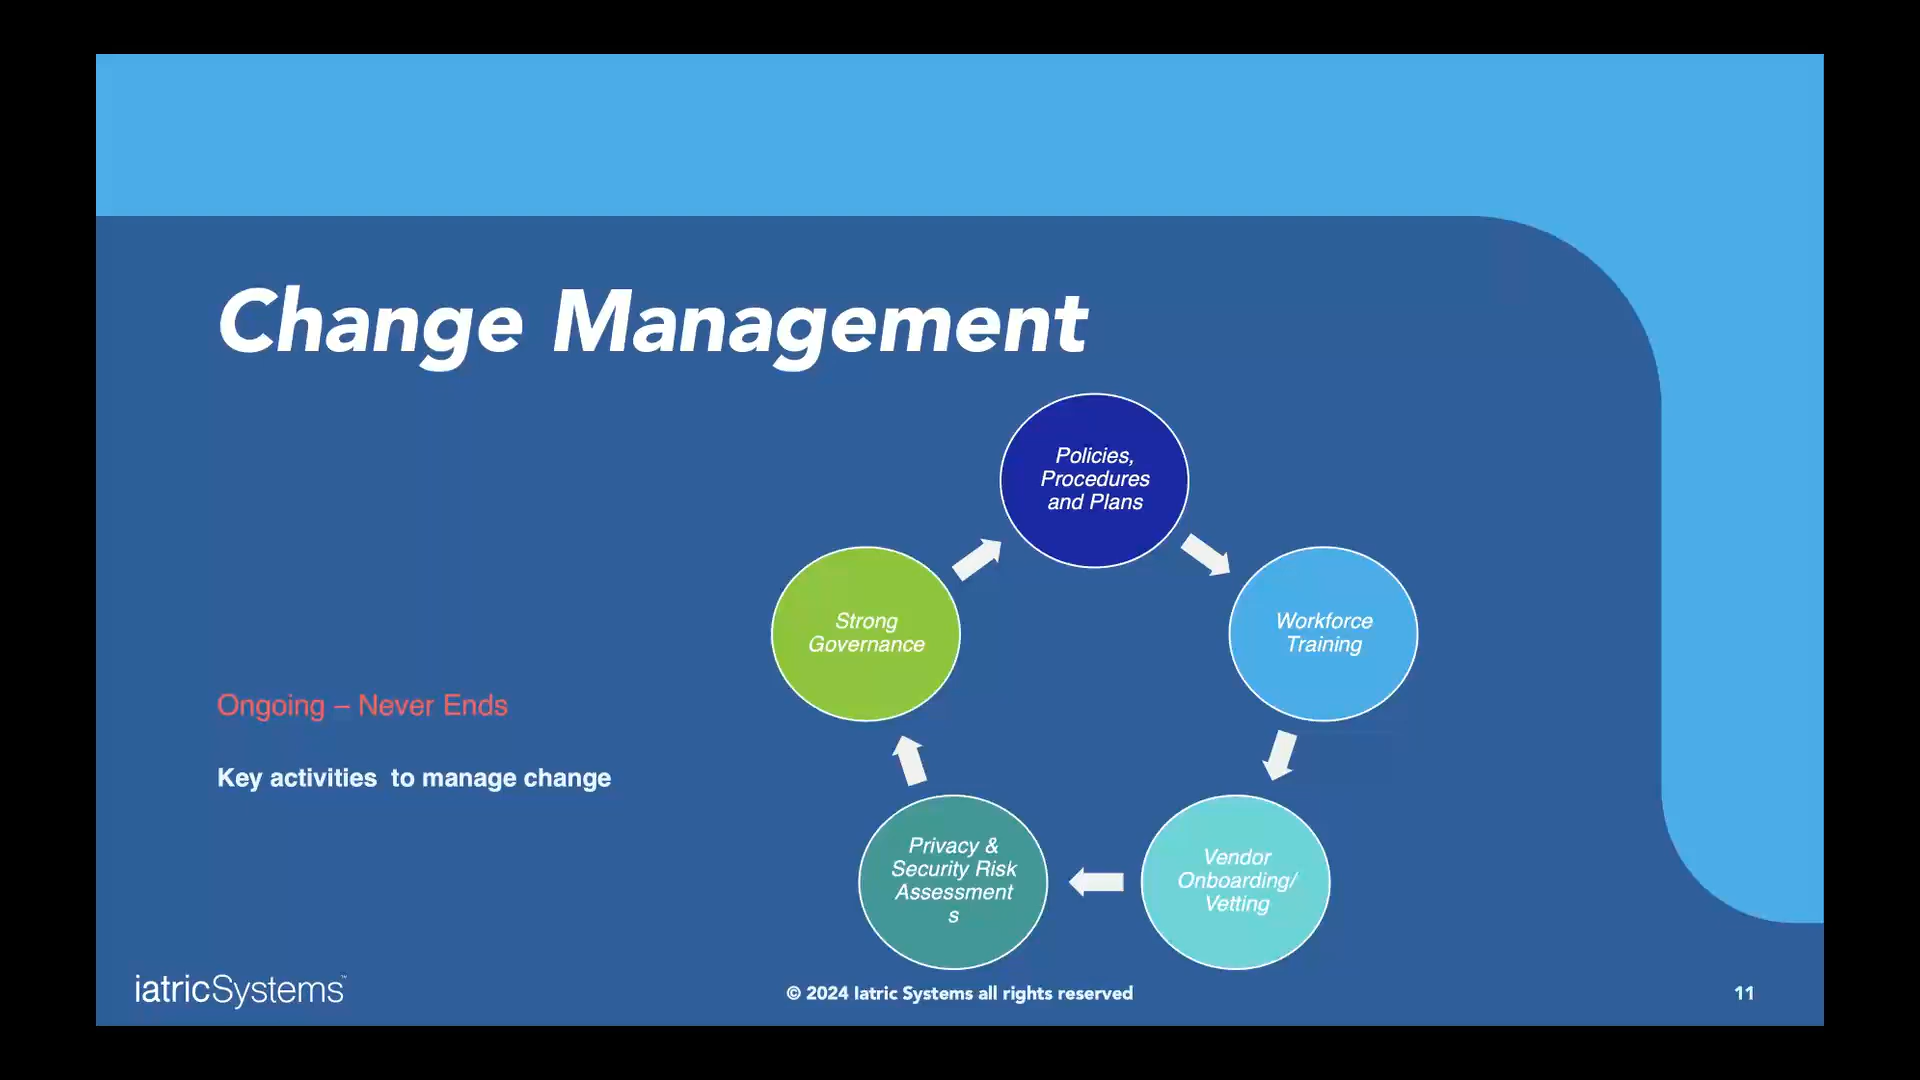 Change Management
Policies,
Procedures
and Plans
Strong
Governance
Workforce
Training
Ongoing – Never Ends
Key activities  to manage change
Privacy &
Security Risk
Assessment
s
Vendor
Onboarding/
Vetting
iatricSystems™
© 2024 Iatric Systems all rights reserved
11